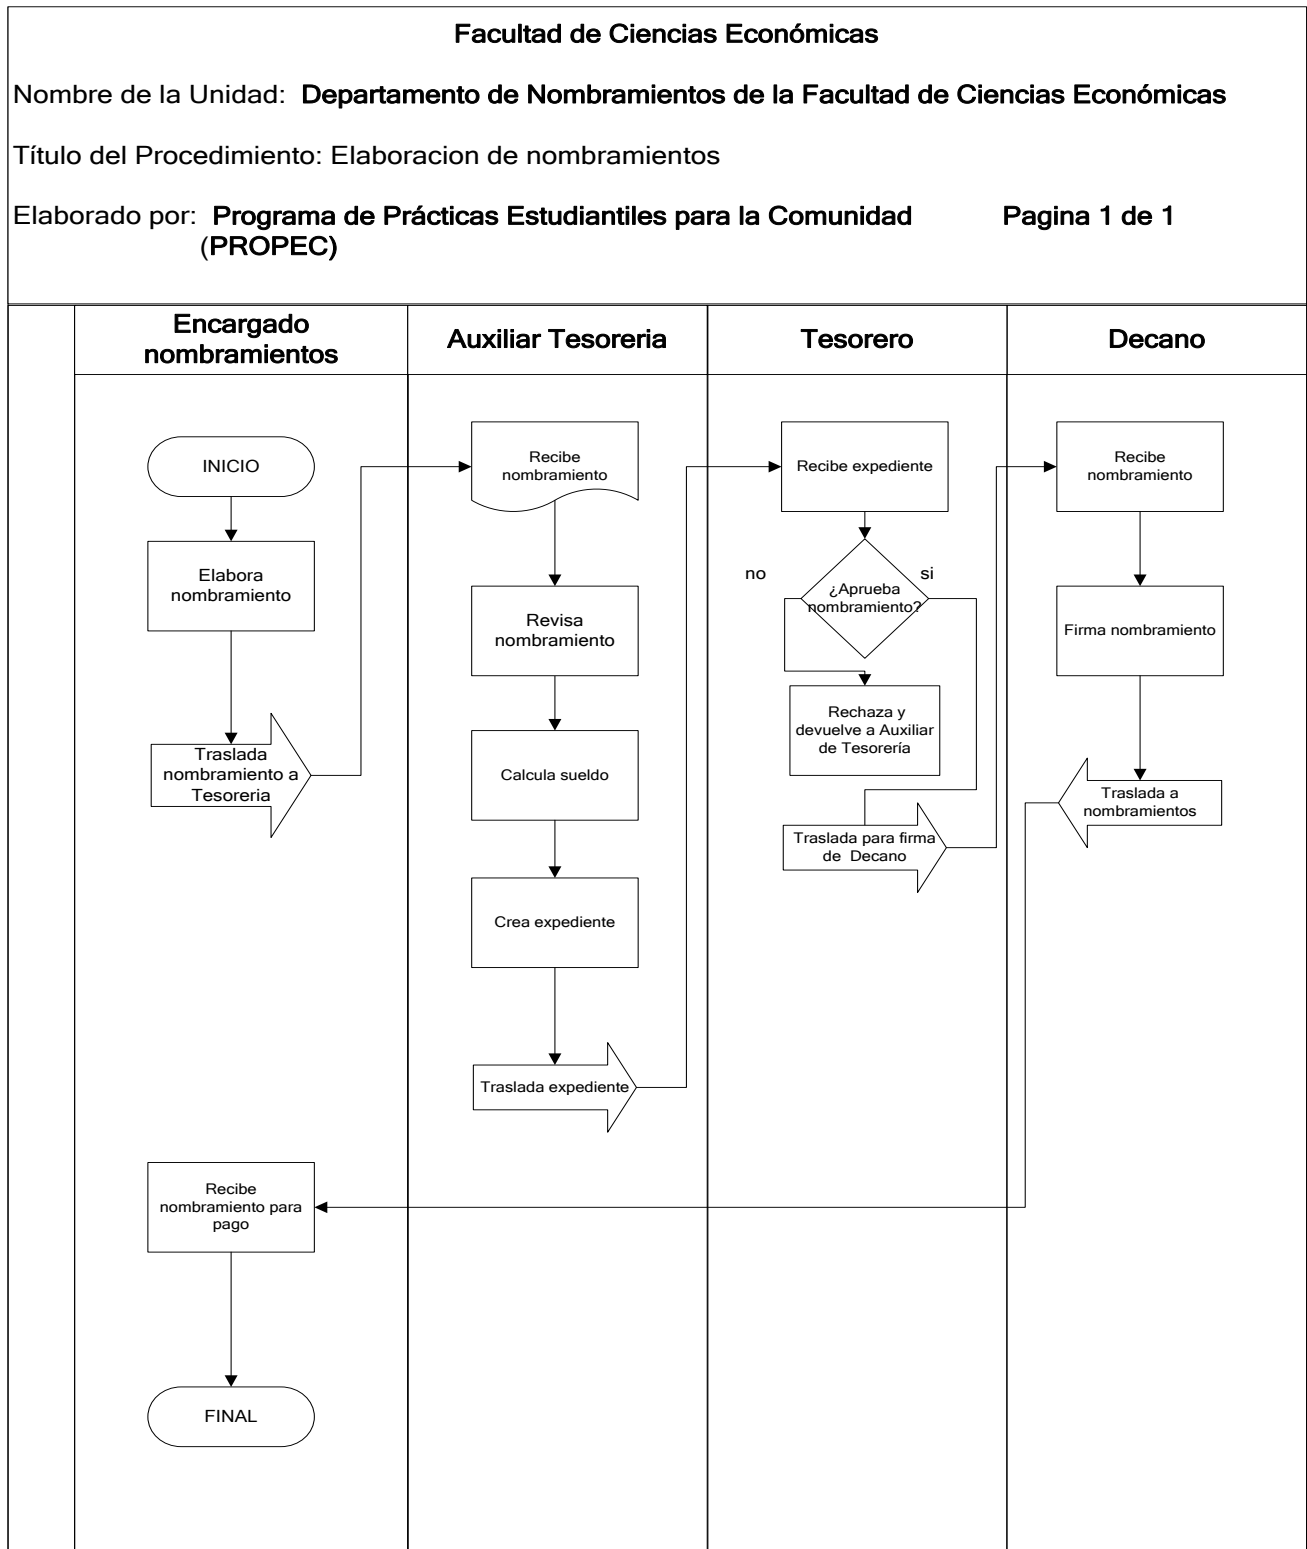 Facultad de Ciencias Económicas
Nombre de la Unidad: Departamento de Nombramientos de la Facultad de Ciencias Económicas
Título del Procedimiento: Elaboracion de nombramientos
Elaborado por: Programa de Prácticas Estudiantiles para la Comunidad Pagina 1 de 1
(PROPEC)
Encargado
nombramientos
Auxiliar Tesoreria
Tesorero
Decano
INICIO
Elabora
nombramiento
Traslada
nombramiento a
Tesoreria
Recibe
nombramiento para
pago
FINAL
Recibe
nombramiento
Revisa
nombramiento
Calcula sueldo
Crea expediente
Traslada expediente
Recibe expediente
no
si
¿Aprueba
nombramiento?
Rechaza y
devuelve a Auxiliar
de Tesorería
Traslada para firma
de Decano
Recibe
nombramiento
Firma nombramiento
Traslada a
nombramientos